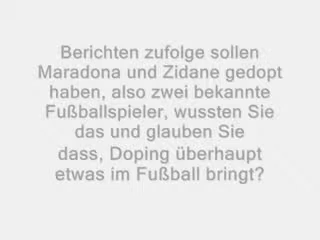 Berichten zufolge sollen
Maradona und Zidane gedopt
haben, also zwei bekannte
Fußballspieler, wussten Sie
das und glauben Sie
dass, Doping überhaupt
etwas im Fußball bringt?